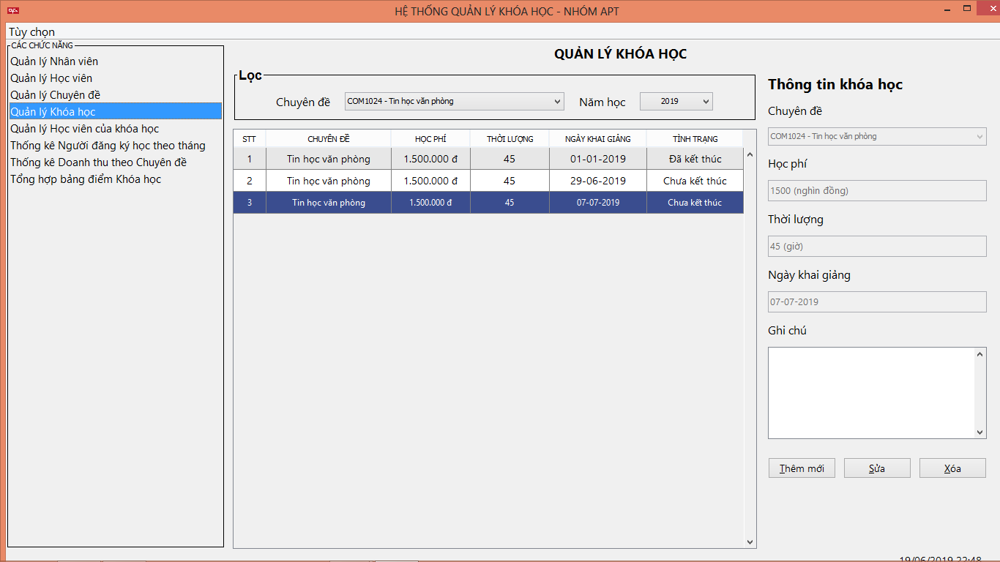 apt
HỆ THỐNG QUẢN LÝ KHÓA HỌC - NHÓM APT
Tùy chọn
CÁC CHỨC NĂNG
Quản lý Nhân viên
Quản lý Học viên
Quản lý Chuyên đề
Quản lý Khóa học
Quản lý Học viên của khóa học
Thống kê Người đăng ký học theo tháng
Thống kê Doanh thu theo Chuyên đề
Tổng hợp bảng điểm Khóa học
QUẢN LÝ KHÓA HỌC
Lọc
Chuyên đề COM1024 - Tin học văn phòng Năm học 2019
STT CHUYÊN ĐỀ HỌC PHÍ THỜI LƯỢNG NGÀY KHAI GIẢNG TÌNH TRẠNG
1 Tin học văn phòng 1.500.000 đ 45 01-01-2019 Đã kết thúc
2 Tin học văn phòng 1.500.000 đ 45 29-06-2019 Chưa kết thúc
3 Tin học văn phòng 1.500.000 đ 45 07-07-2019 Chưa kết thúc
Thông tin khóa học
Chuyên đề
COM1024 - Tin học văn phòng
Học phí
1500 (nghìn đồng)
Thời lượng
45 (giờ)
Ngày khai giảng
07-07-2019
Ghi chú
Thêm mới Sửa Xóa
19/06/2019 22:48